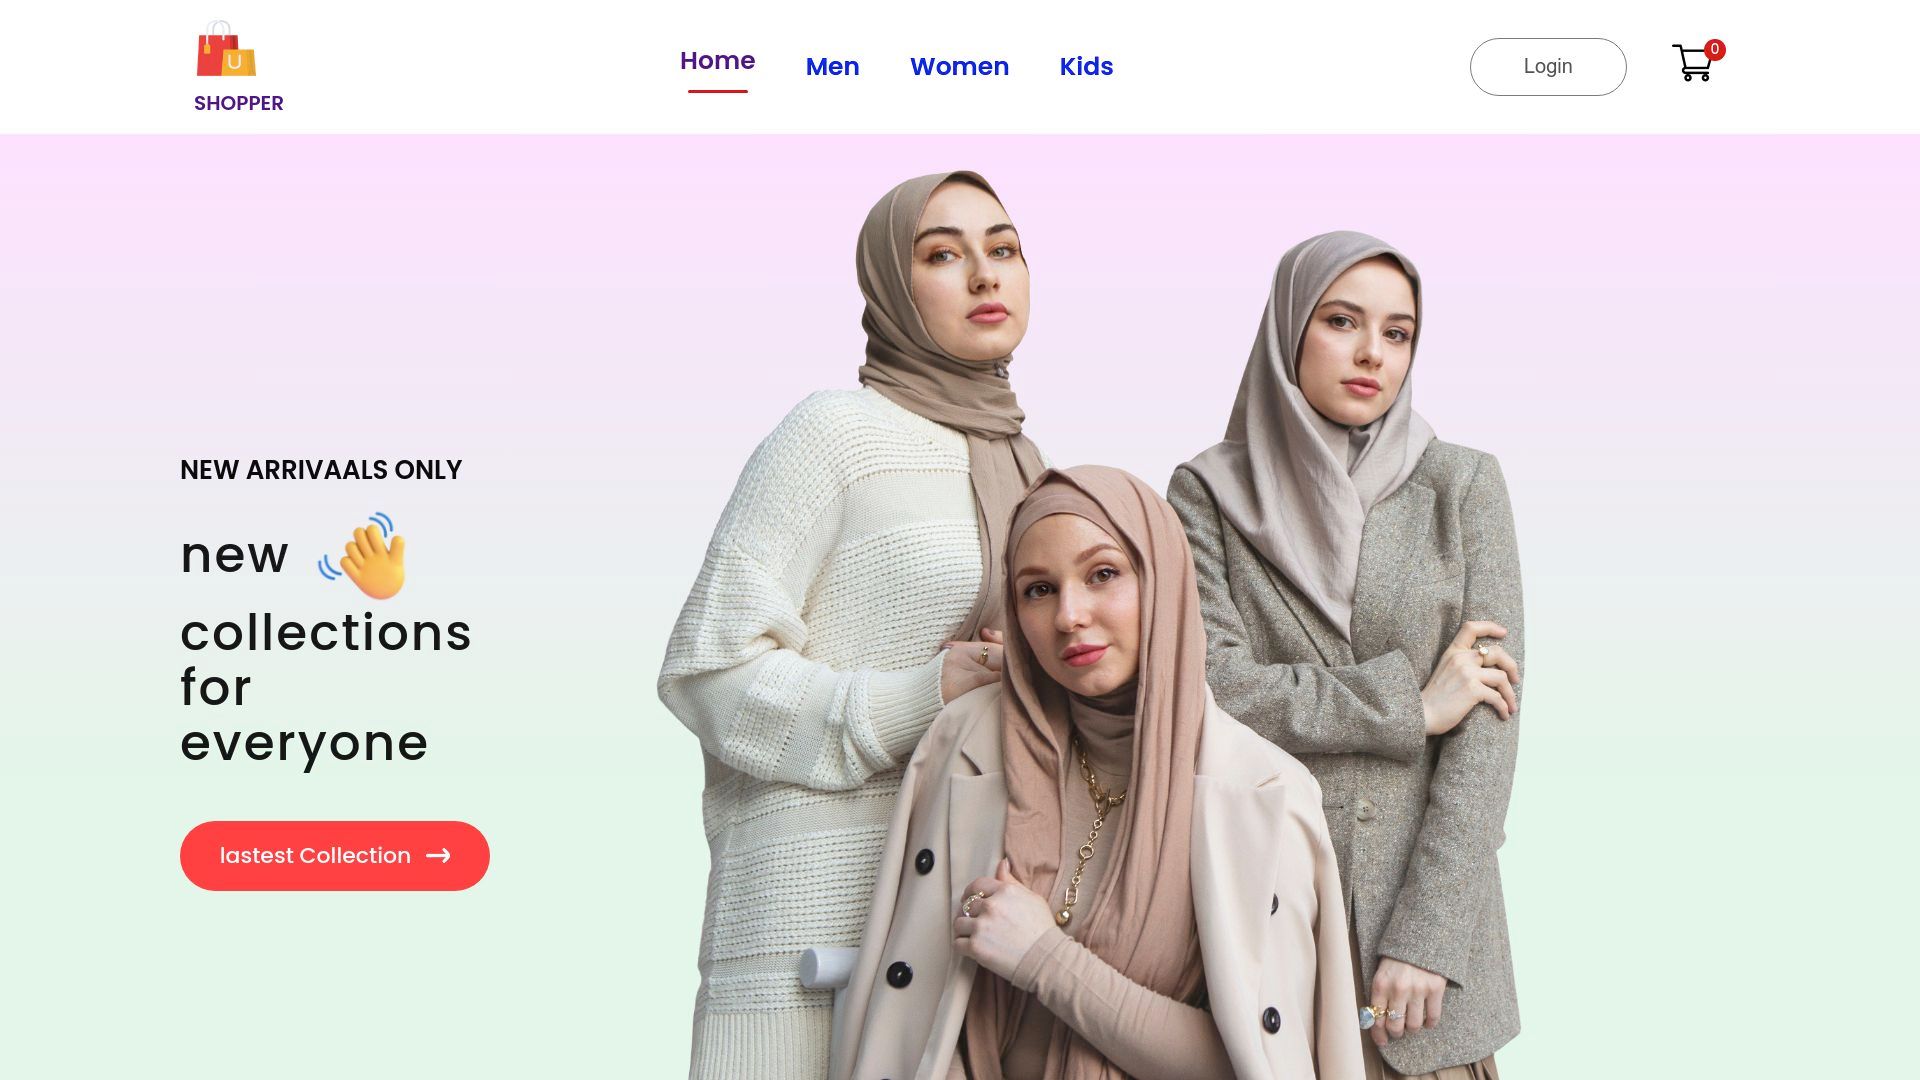 U
SHOPPER
Home
Men
Women
Kids
Login
0
NEW ARRIVAALS ONLY
new
collections
for
everyone
lastest Collection